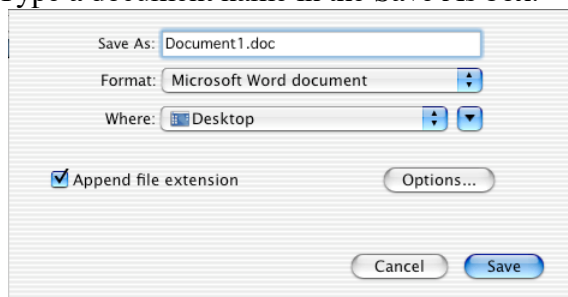 Type a document name in the Save As box.
Save As: Document1.doc
Format: Microsoft Word document
Where: Desktop
Append file extension Options...
Cancel Save